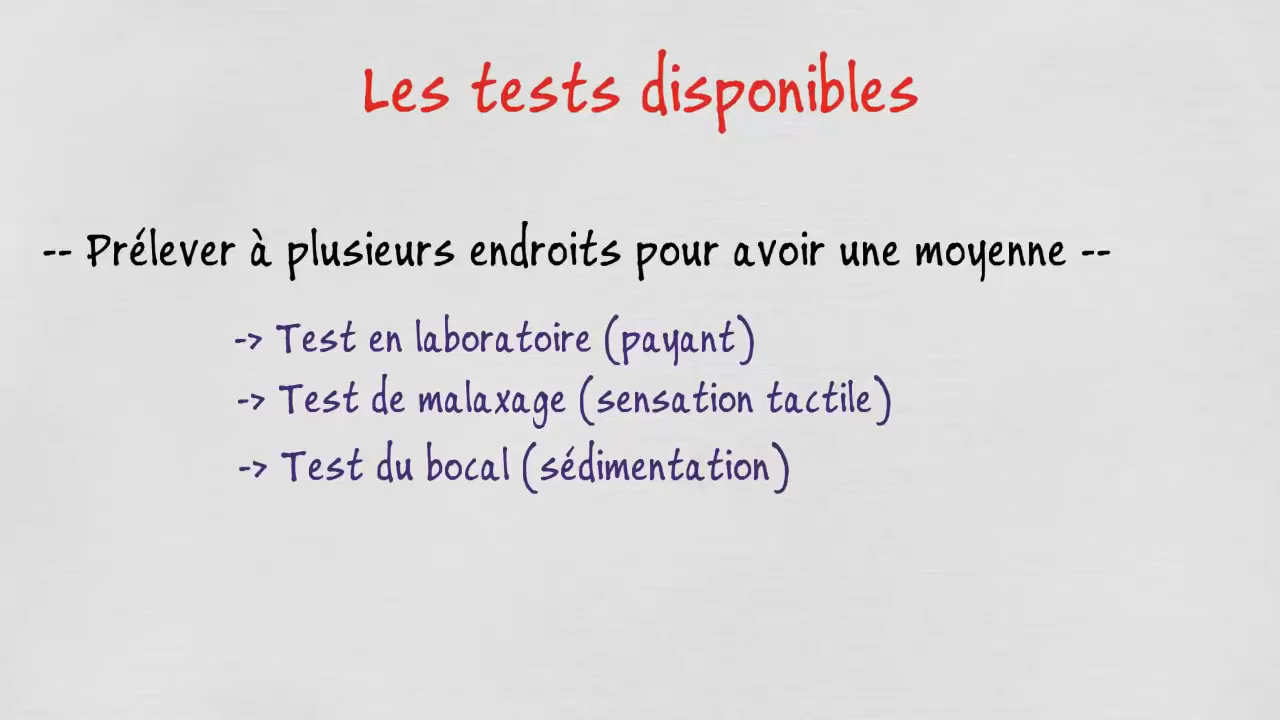 Les tests disponibles
-- Prélever à plusieurs endroits pour avoir une moyenne --
-> Test en laboratoire (payant)
-> Test de malaxage (sensation tactile)
-> Test du bocal (sédimentation)